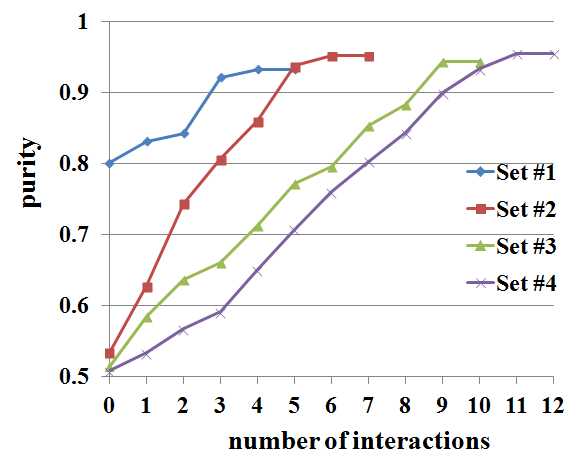 1
0.9
0.8
0.7
0.6
0.5
purity
Set #1
Set #2
Set #3
Set #4
0 1 2 3 4 5 6 7 8 9 10 11 12
number of interactions